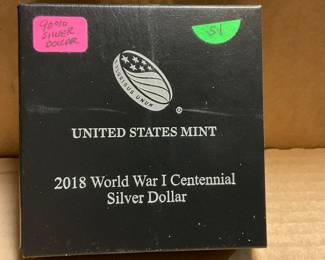 90%
SILVER
DOLLAR
51
PLURIBUS UNUM
®
UNITED STATES MINT
2018 World War I Centennial
Silver Dollar